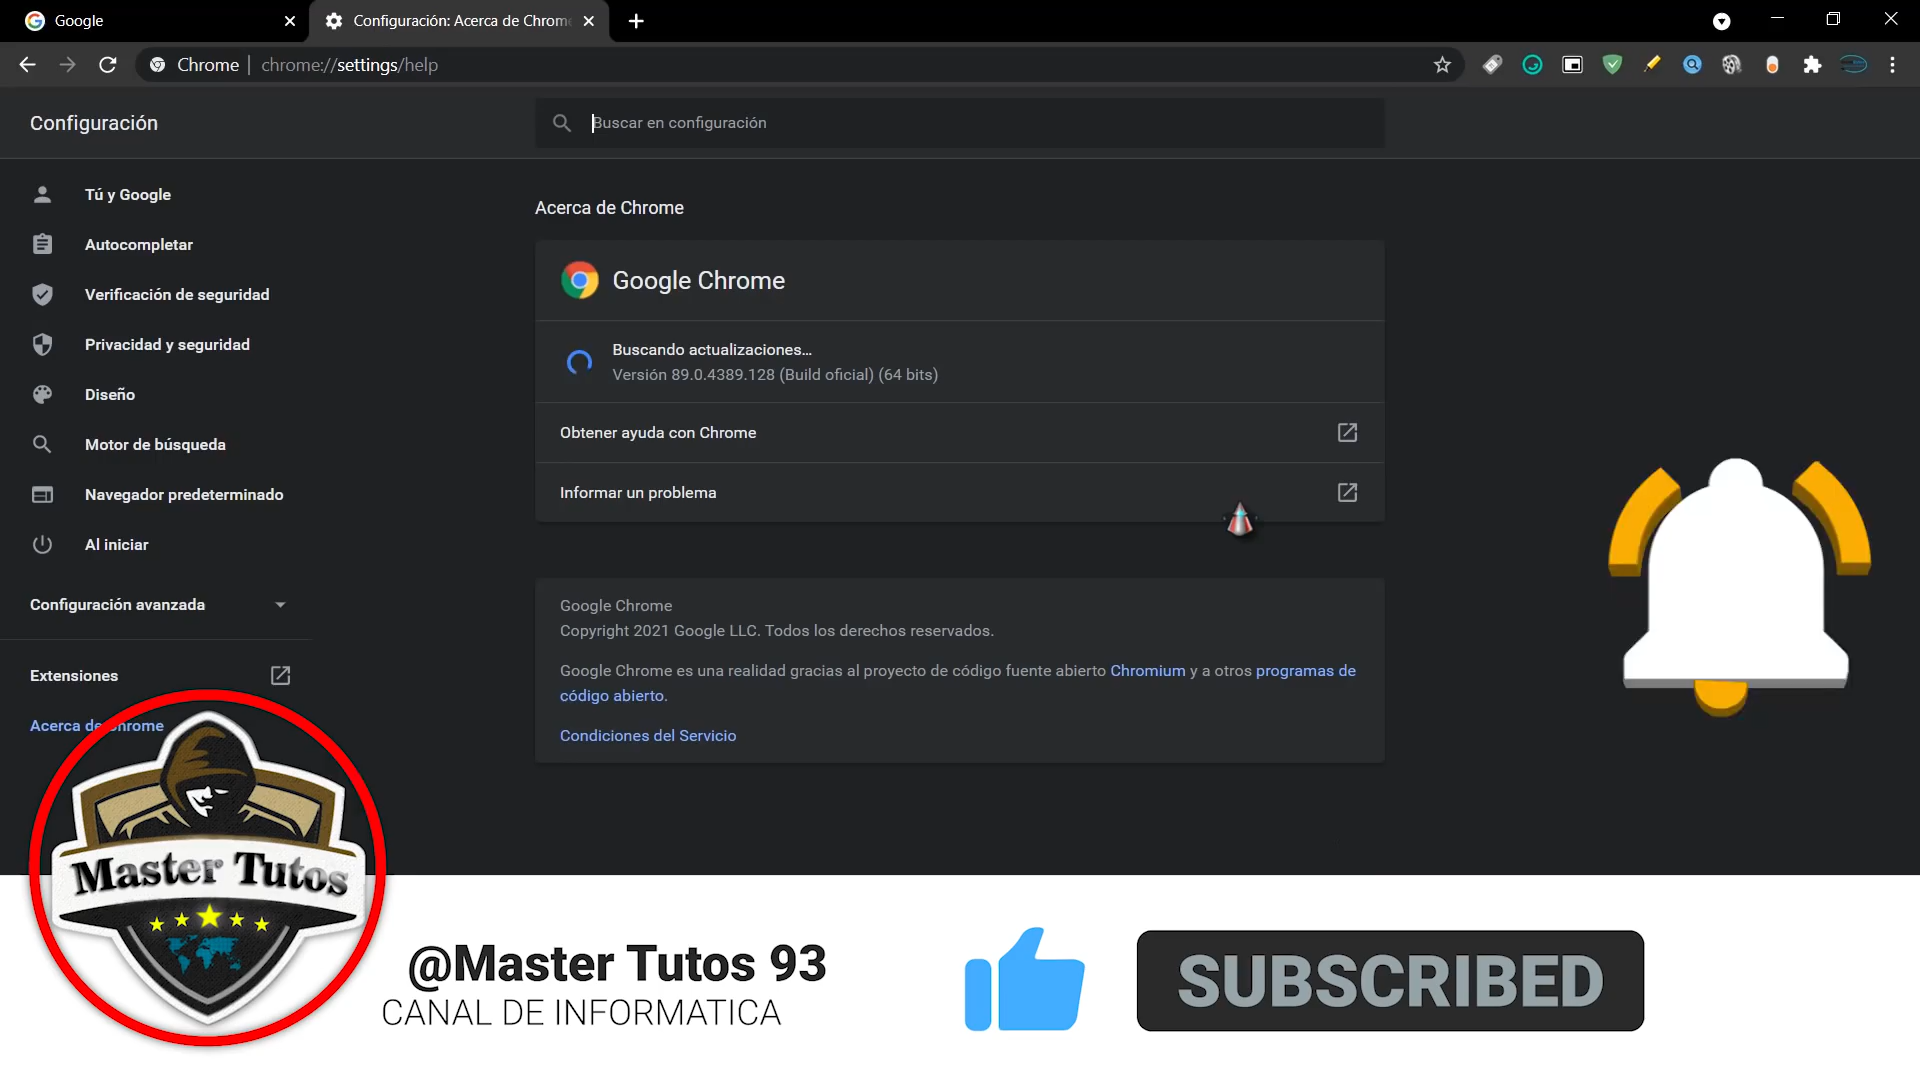 Google
Configuración: Acerca de Chrom
Chrome | chrome://settings/help
Configuración
Buscar en configuración
Tú y Google
Autocompletar
Verificación de seguridad
Privacidad y seguridad
Diseño
Motor de búsqueda
Navegador predeterminado
Al iniciar
Configuración avanzada
Extensiones
Acerca de Chrome
Acerca de Chrome
Google Chrome
Buscando actualizaciones...
Versión 89.0.4389.128 (Build oficial) (64 bits)
Obtener ayuda con Chrome
Informar un problema
Google Chrome
Copyright 2021 Google LLC. Todos los derechos reservados.
Google Chrome es una realidad gracias al proyecto de código fuente abierto Chromium y a otros programas de
código abierto.
Condiciones del Servicio
Master Tutos
@Master Tutos 93
CANAL DE INFORMATICA
SUBSCRIBED